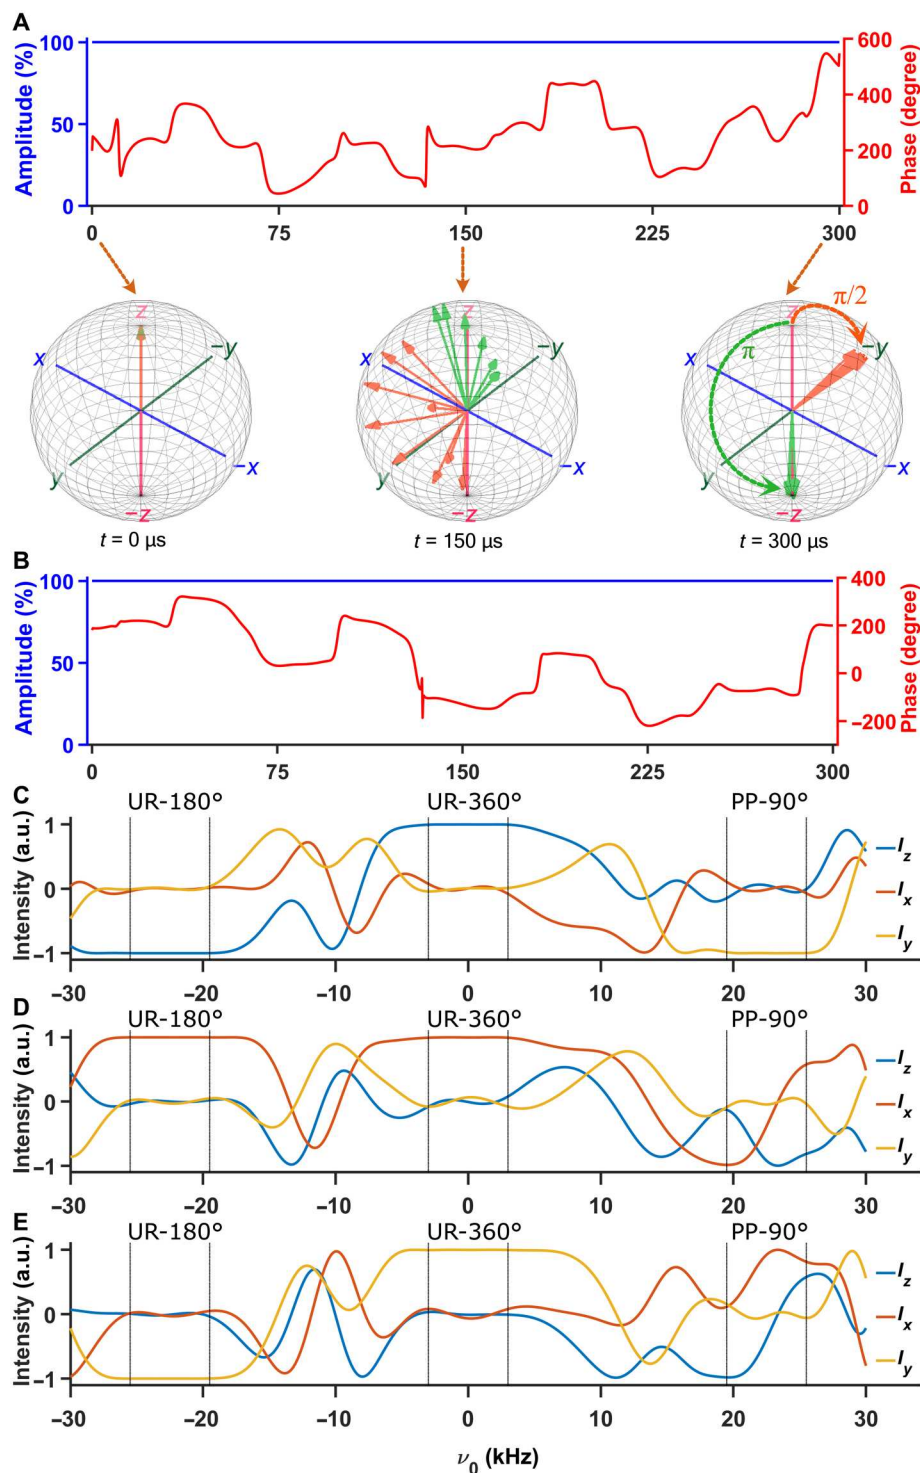 A
Amplitude (%)
100
50
0
600
400
200
0
Phase (degree)
0 75 150 225 300
z
x
–y
y
–x
–z
t = 0 µs
z
x
–y
y
–x
–z
t = 150 µs
π/2
π
z
x
–y
y
–x
–z
t = 300 µs
B
Amplitude (%)
100
50
0
400
200
0
–200
Phase (degree)
0 75 150 225 300
C
UR-180° UR-360° PP-90°
Intensity (a.u.)
1
0
–1
Iz
Ix
Iy
–30 –20 –10 0 10 20 30
D
UR-180° UR-360° PP-90°
Intensity (a.u.)
1
0
–1
Iz
Ix
Iy
–30 –20 –10 0 10 20 30
E
UR-180° UR-360° PP-90°
Intensity (a.u.)
1
0
–1
Iz
Ix
Iy
–30 –20 –10 0 10 20 30
ν0 (kHz)